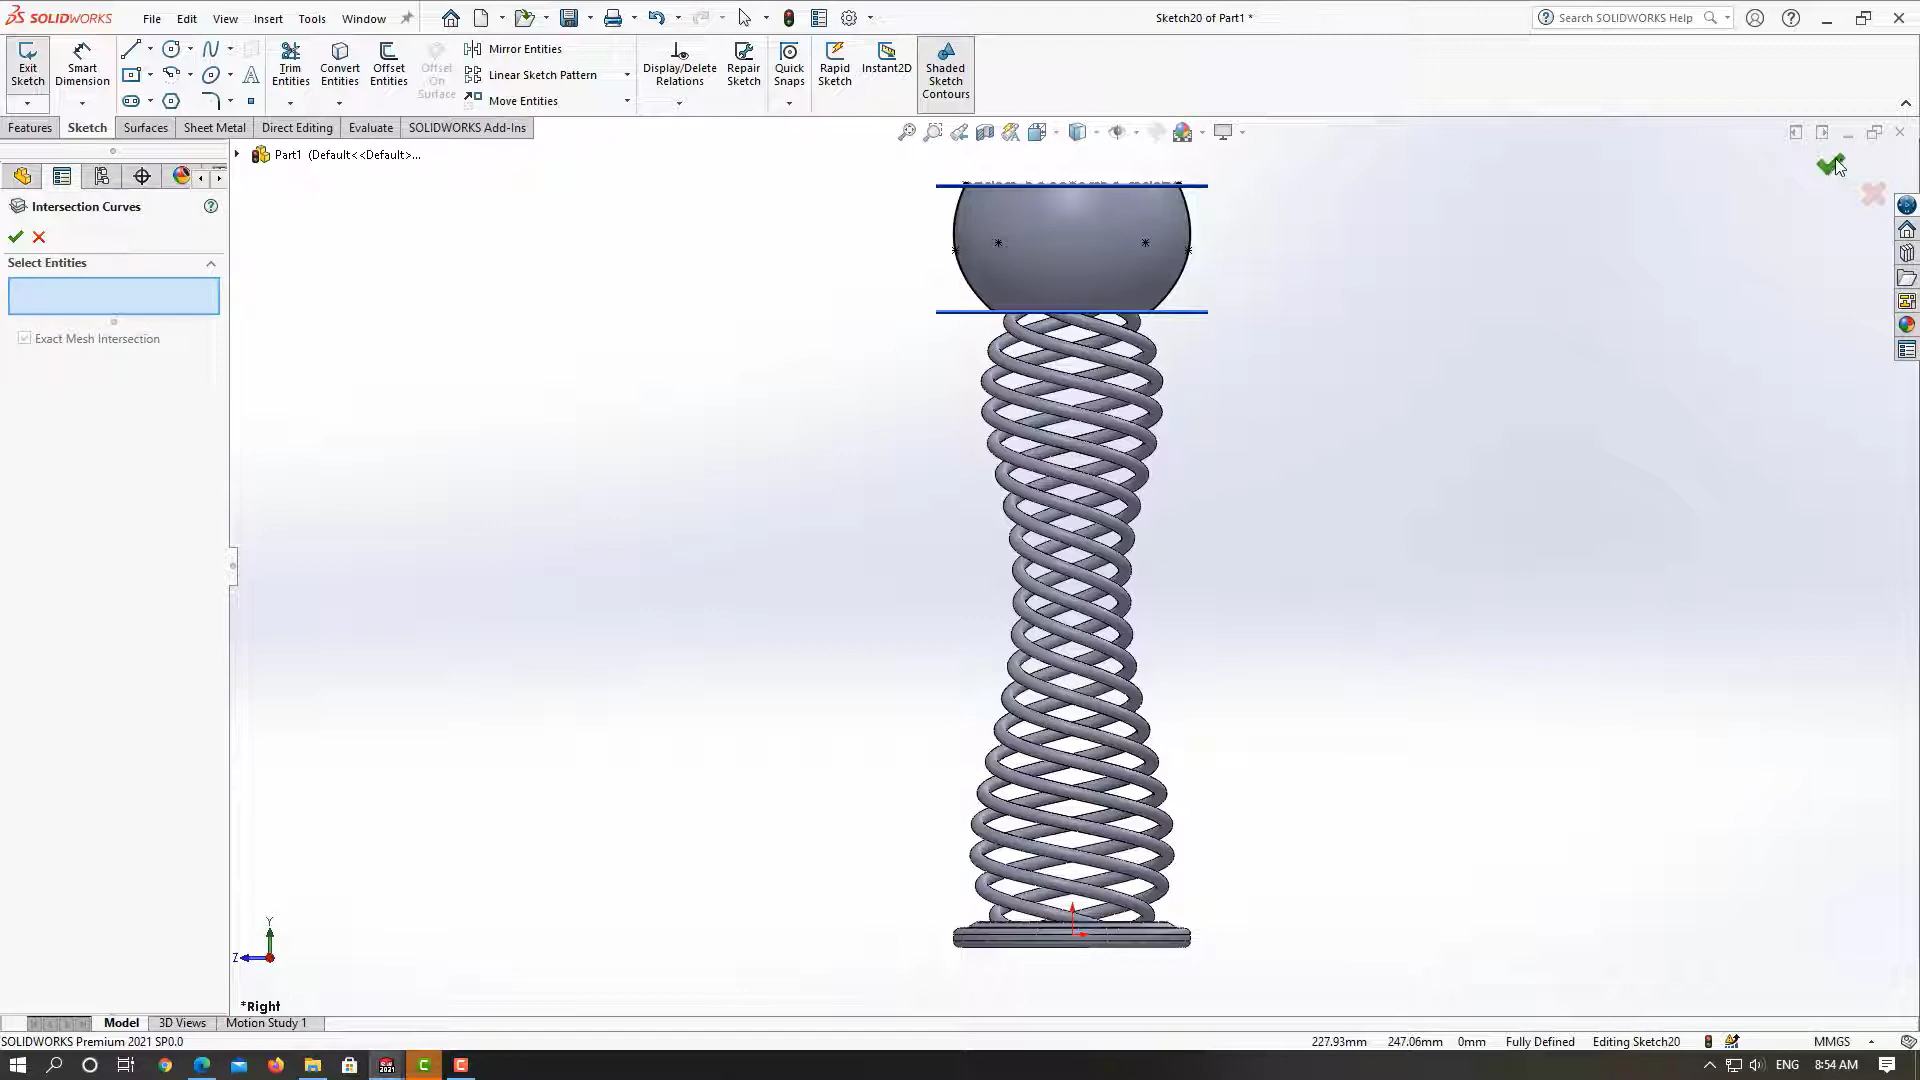 SOLIDWORKS File Edit View Insert Tools Window Sketch20 of Part1 * Search SOLIDWORKS Help
Exit Sketch
Smart Dimension
Trim Entities
Convert Entities
Offset Entities
Offset On Surface
Mirror Entities
Linear Sketch Pattern
Move Entities
Display/Delete Relations
Repair Sketch
Quick Snaps
Rapid Sketch
Instant2D
Shaded Sketch Contours
Features Sketch Surfaces Sheet Metal Direct Editing Evaluate SOLIDWORKS Add-Ins
Part1 (Default<<Default>...
Intersection Curves
Select Entities
Exact Mesh Intersection
Y
Z
*Right
Model 3D Views Motion Study 1
SOLIDWORKS Premium 2021 SP0.0 227.93mm 247.06mm 0mm Fully Defined Editing Sketch20 MMGS
2021 C C ENG 8:54 AM